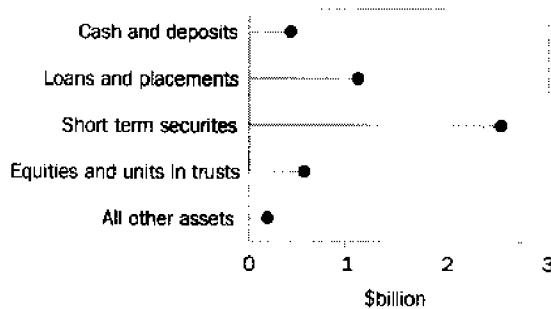 Cash and deposits
Loans and placements
Short term securites
Equities and units in trusts
All other assets
0 1 2 3
$billion